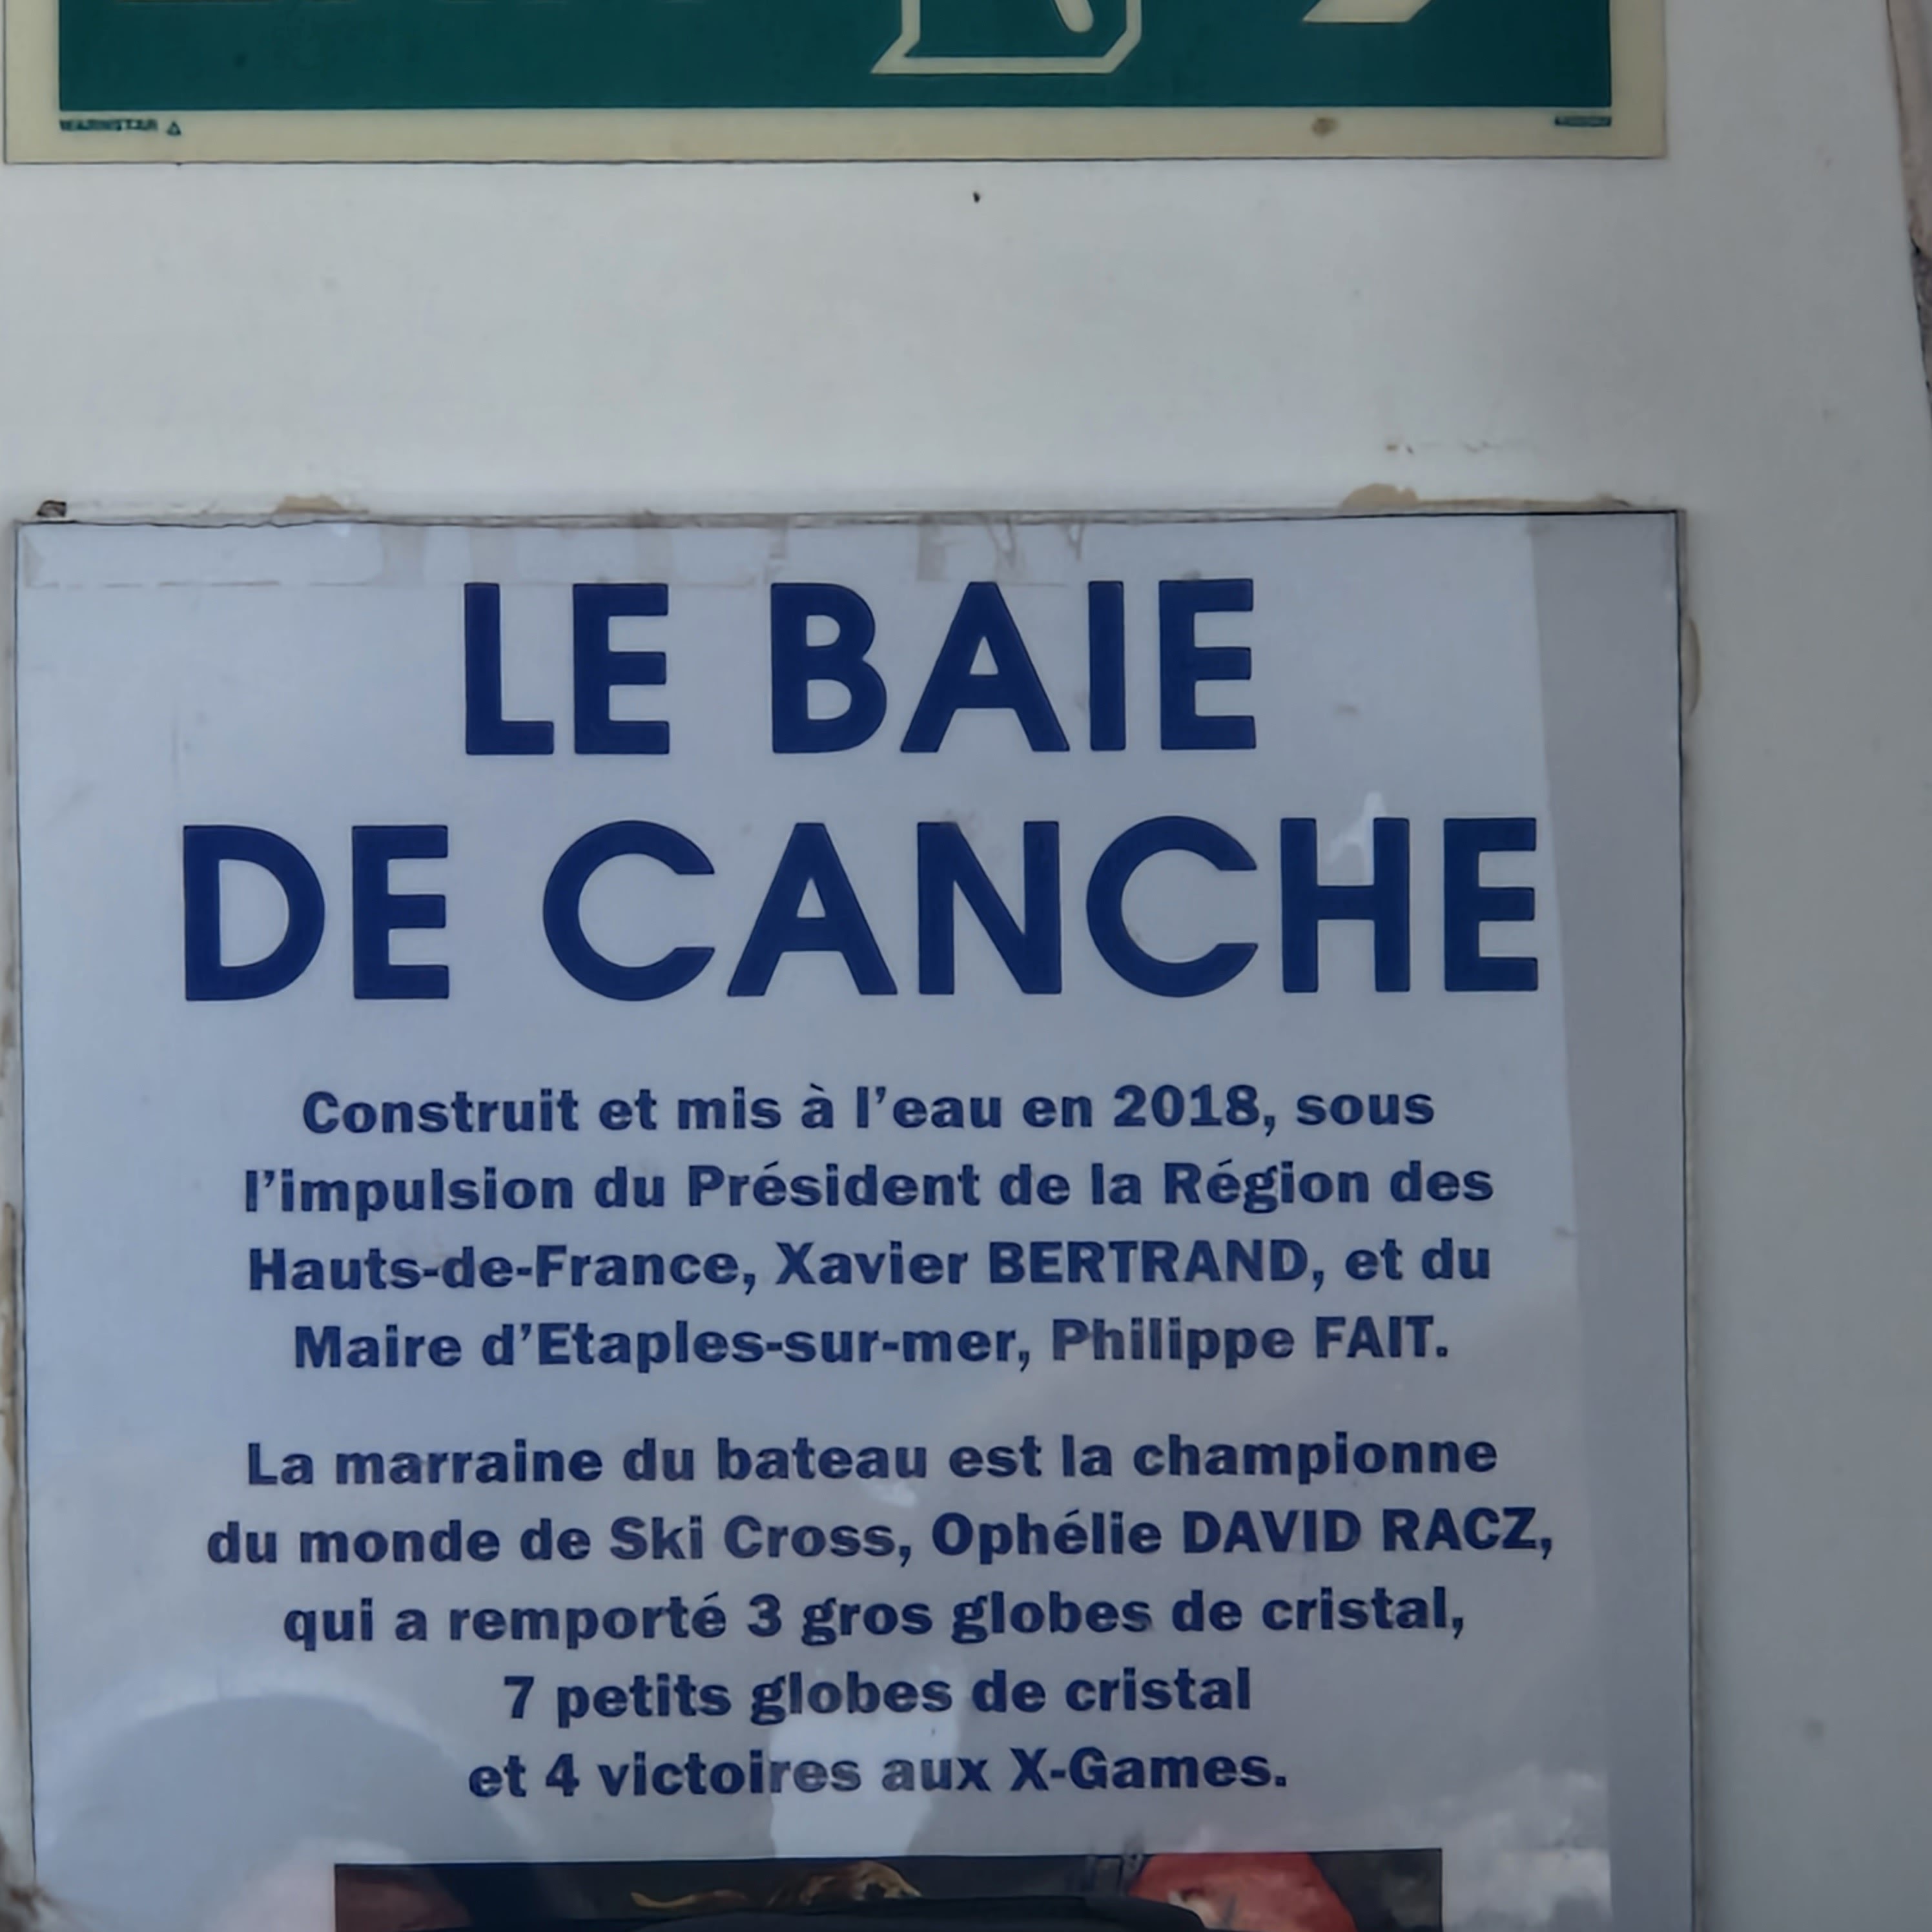 LE BAIE
DE CANCHE
Construit et mis à l'eau en 2018, sous
l'impulsion du Président de la Région des
Hauts-de-France, Xavier BERTRAND, et du
Maire d'Etaples-sur-mer, Philippe FAIT.
La marraine du bateau est la championne
du monde de Ski Cross, Ophélie DAVID RACZ,
qui a remporté 3 gros globes de cristal,
7 petits globes de cristal
et 4 victoires aux X-Games.